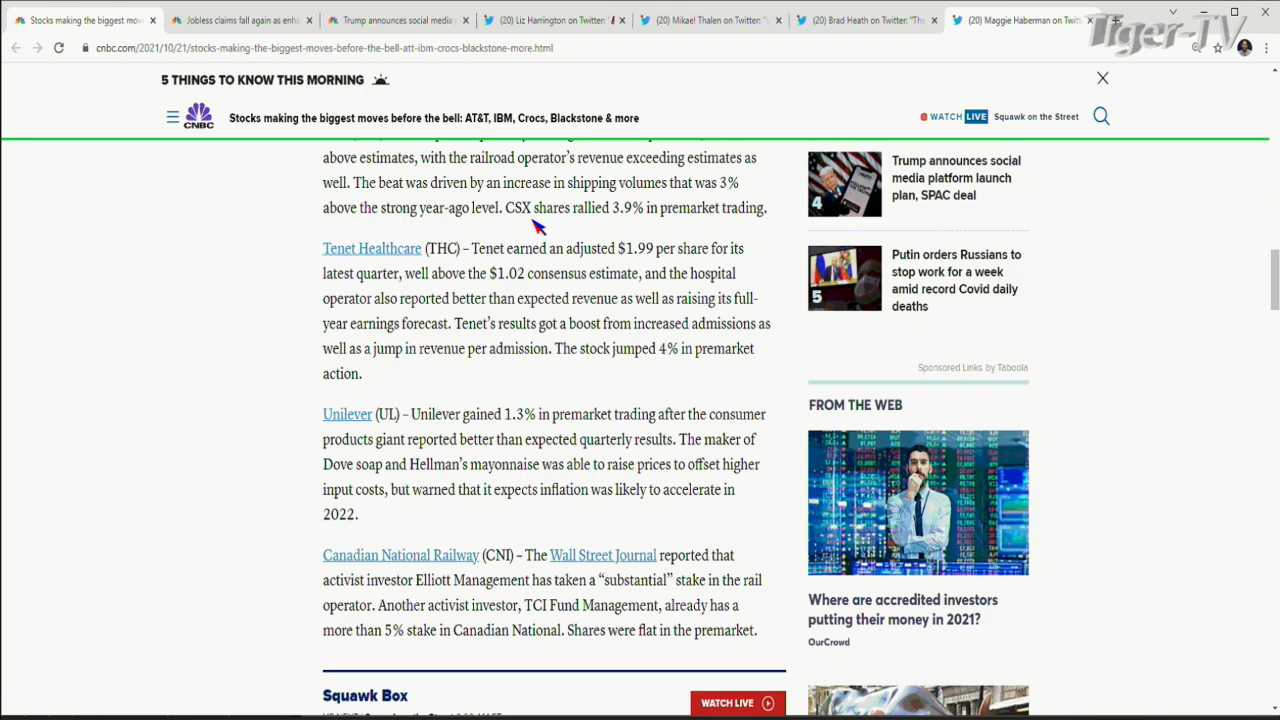 Stocks making the biggest mov
Jobless claims fall again as enh
Trump announces social media p
(20) Liz Harrington on Twitter: "
(20) Mikael Thalen on Twitter: "
(20) Brad Heath on Twitter: "The
(20) Maggie Haberman on Twitt
Tiger-TV
cnbc.com/2021/10/21/stocks-making-the-biggest-moves-before-the-bell-att-ibm-crocs-blackstone-more.html
5 THINGS TO KNOW THIS MORNING
CNBC
Stocks making the biggest moves before the bell: AT&T, IBM, Crocs, Blackstone & more
WATCH LIVE Squawk on the Street
above estimates, with the railroad operator's revenue exceeding estimates as
well. The beat was driven by an increase in shipping volumes that was 3%
above the strong year-ago level. CSX shares rallied 3.9% in premarket trading.
Tenet Healthcare (THC) – Tenet earned an adjusted $1.99 per share for its
latest quarter, well above the $1.02 consensus estimate, and the hospital
operator also reported better than expected revenue as well as raising its full-
year earnings forecast. Tenet's results got a boost from increased admissions as
well as a jump in revenue per admission. The stock jumped 4% in premarket
action.
Unilever (UL) – Unilever gained 1.3% in premarket trading after the consumer
products giant reported better than expected quarterly results. The maker of
Dove soap and Hellman's mayonnaise was able to raise prices to offset higher
input costs, but warned that it expects inflation was likely to accelerate in
2022.
Canadian National Railway (CNI) – The Wall Street Journal reported that
activist investor Elliott Management has taken a “substantial” stake in the rail
operator. Another activist investor, TCI Fund Management, already has a
more than 5% stake in Canadian National. Shares were flat in the premarket.
Squawk Box
WATCH LIVE
4
Trump announces social
media platform launch
plan, SPAC deal
5
Putin orders Russians to
stop work for a week
amid record Covid daily
deaths
Sponsored Links by Taboola
FROM THE WEB
Where are accredited investors
putting their money in 2021?
OurCrowd